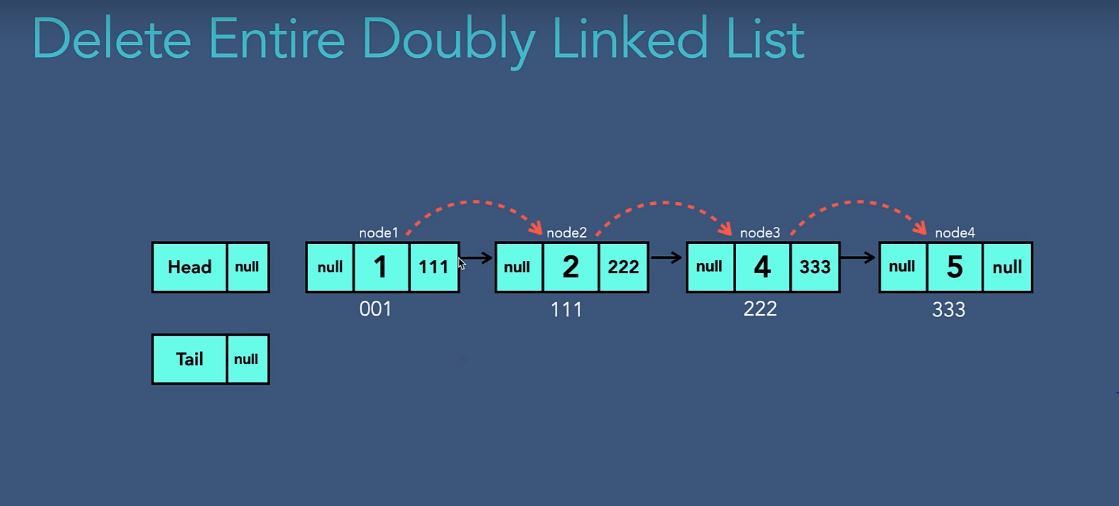 Delete Entire Doubly Linked List
node1 node2 node3 node4
Head null null 1 111 null 2 222 null 4 333 null 5 null
001 111 222 333
Tail null